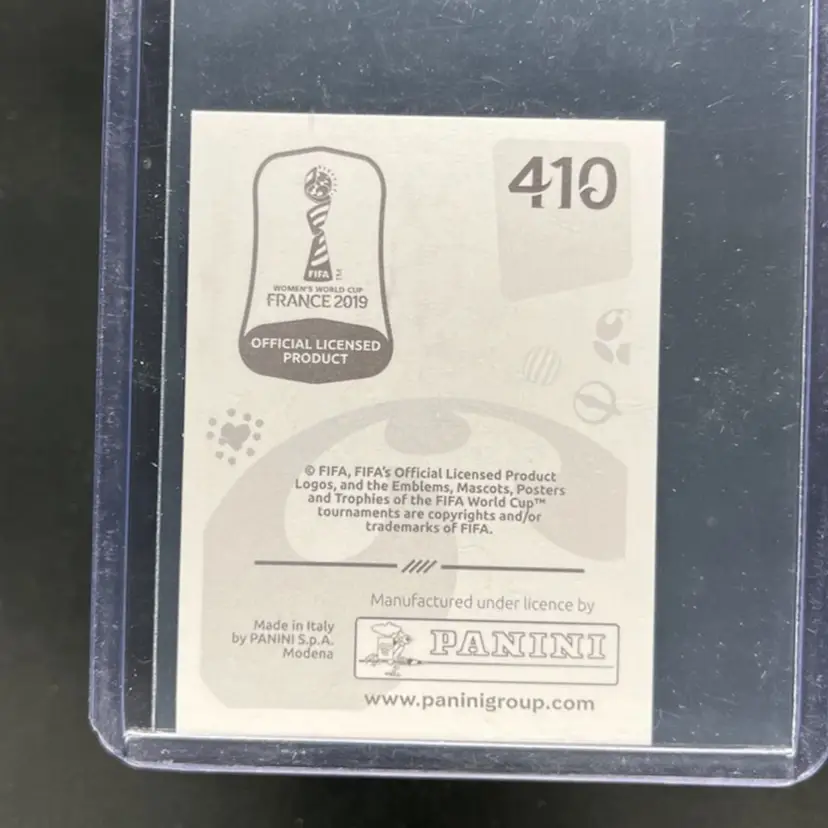 410
FIFA
TM
WOMEN'S WORLD CUP
FRANCE 2019
OFFICIAL LICENSED
PRODUCT
© FIFA, FIFA's Official Licensed Product
Logos, and the Emblems, Mascots, Posters
and Trophies of the FIFA World Cup™
tournaments are copyrights and/or
trademarks of FIFA.
Manufactured under licence by
Made in Italy
by PANINI S.p.A.
Modena
PANINI
www.paninigroup.com